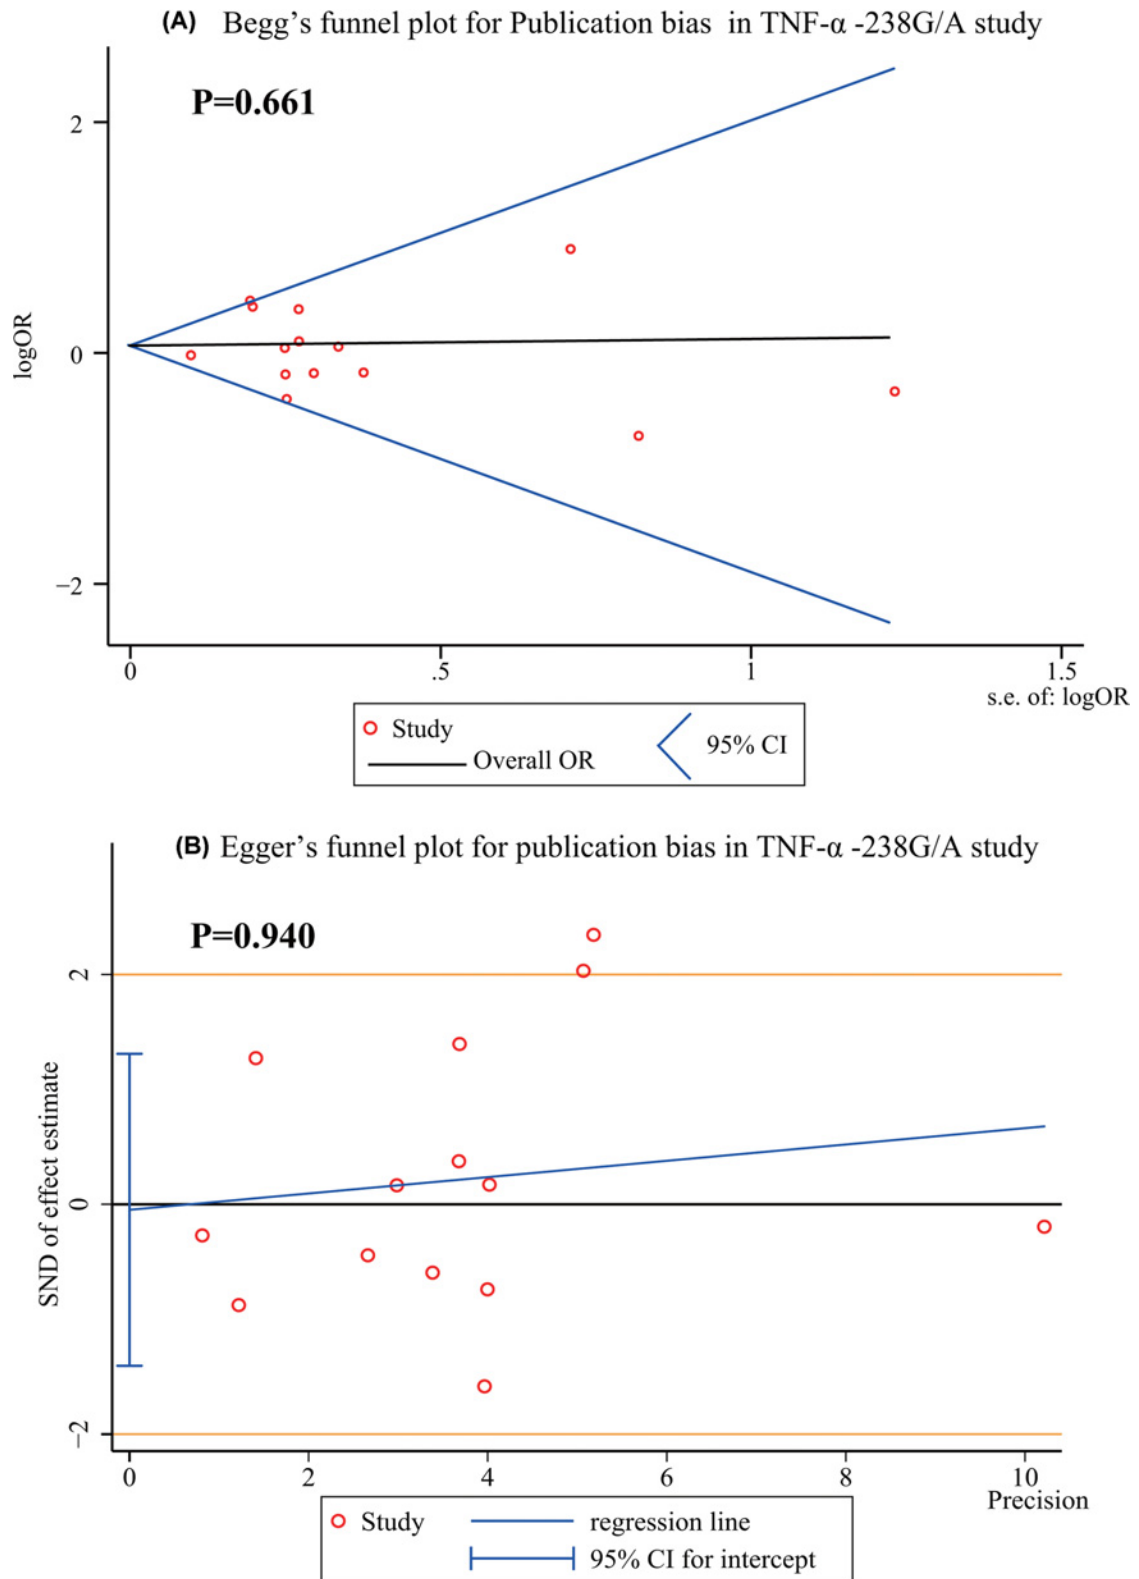 (A) Begg’s funnel plot for Publication bias in TNF-α -238G/A study
P=0.661
2
0
−2
logOR
0 .5 1 1.5
s.e. of: logOR
Study
Overall OR
95% CI
(B) Egger’s funnel plot for publication bias in TNF-α -238G/A study
P=0.940
2
0
−2
SND of effect estimate
0 2 4 6 8 10
Precision
Study
regression line
95% CI for intercept